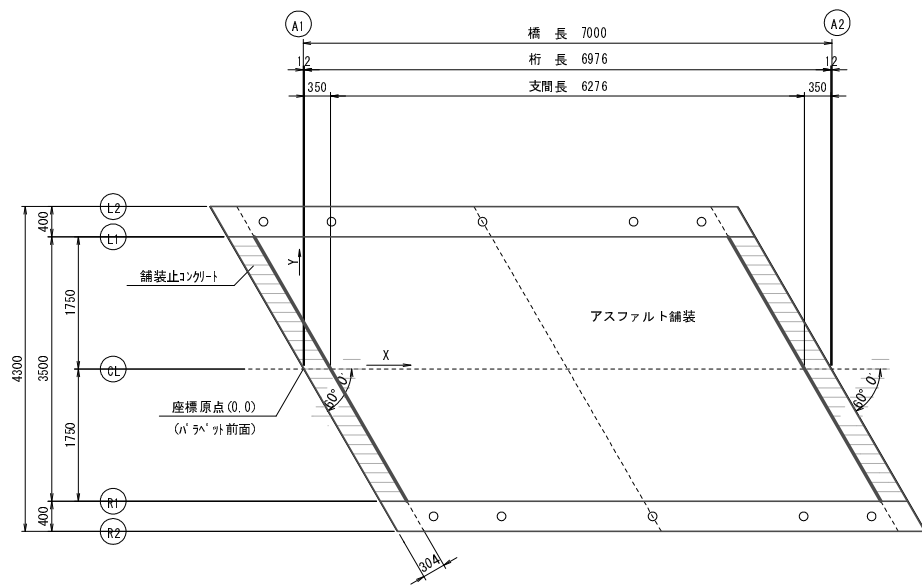 A1
A2
橋 長 7000
12
桁 長 6976
12
350
支間長 6276
350
L2
400
L1
Y
舗装止コンクリート
アスファルト舗装
1750
4300
3500
X
CL
60° 0'
60° 0'
座標原点(0.0)
(パラペット前面)
1750
R1
400
R2
304